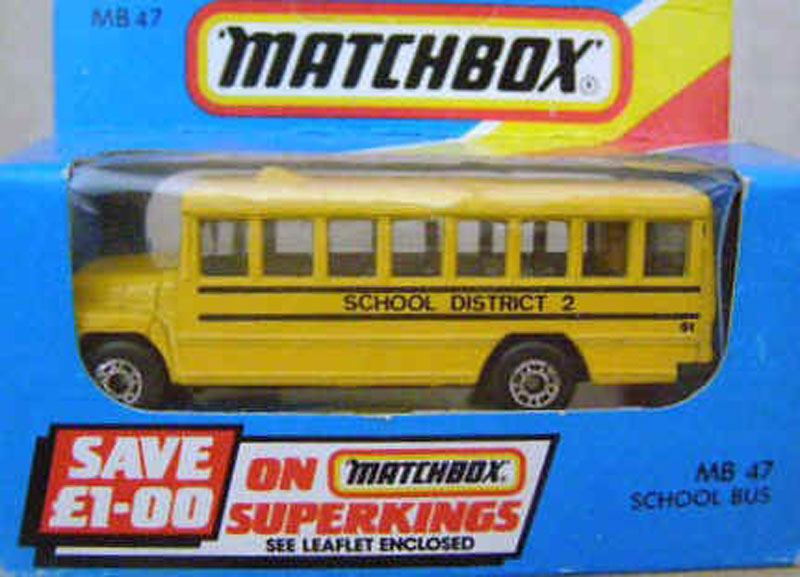 MB 47
MATCHBOX®
SCHOOL DISTRICT 2
SAVE
£1-00
ON MATCHBOX
SUPERKINGS
SEE LEAFLET ENCLOSED
MB 47
SCHOOL BUS